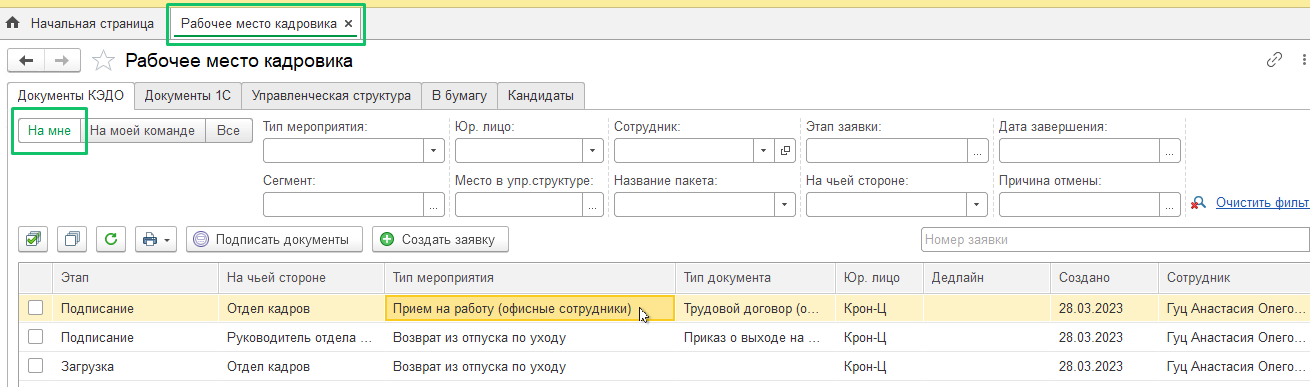 Начальная страница Рабочее место кадровика ×
Рабочее место кадровика
Документы КЭДО Документы 1С Управленческая структура В бумагу Кандидаты
На мне На моей команде Все Тип мероприятия: Юр. лицо: Сотрудник: Этап заявки: Дата завершения:
Сегмент: Место в упр.структуре: Название пакета: На чьей стороне: Причина отмены:
Очистить фильт
Подписать документы Создать заявку Номер заявки
Этап На чьей стороне Тип мероприятия Тип документа Юр. лицо Дедлайн Создано Сотрудник
Подписание Отдел кадров Прием на работу (офисные сотрудники) Трудовой договор (о... Крон-Ц 28.03.2023 Гуц Анастасия Олего...
Подписание Руководитель отдела ... Возврат из отпуска по уходу Приказ о выходе на ... Крон-Ц 28.03.2023 Гуц Анастасия Олего...
Загрузка Отдел кадров Возврат из отпуска по уходу Крон-Ц 28.03.2023 Гуц Анастасия Олего...